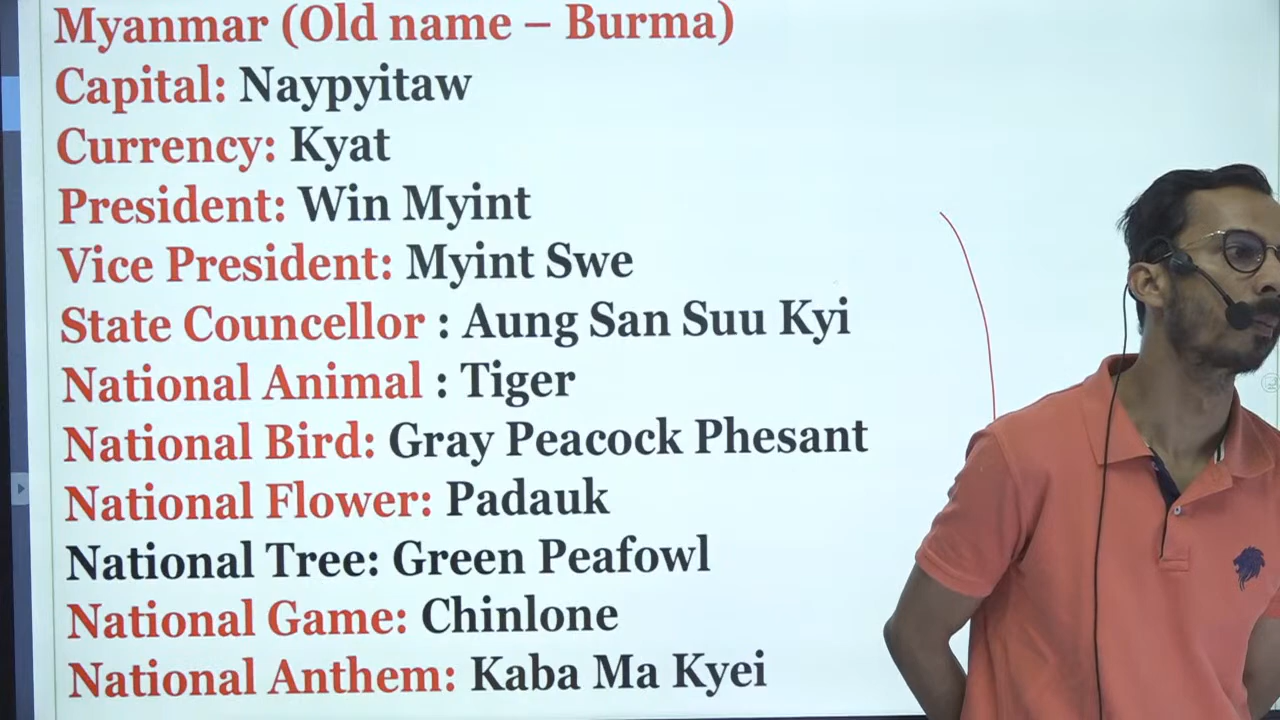 Myanmar (Old name – Burma)
Capital: Naypyitaw
Currency: Kyat
President: Win Myint
Vice President: Myint Swe
State Councellor : Aung San Suu Kyi
National Animal : Tiger
National Bird: Gray Peacock Phesant
National Flower: Padauk
National Tree: Green Peafowl
National Game: Chinlone
National Anthem: Kaba Ma Kyei